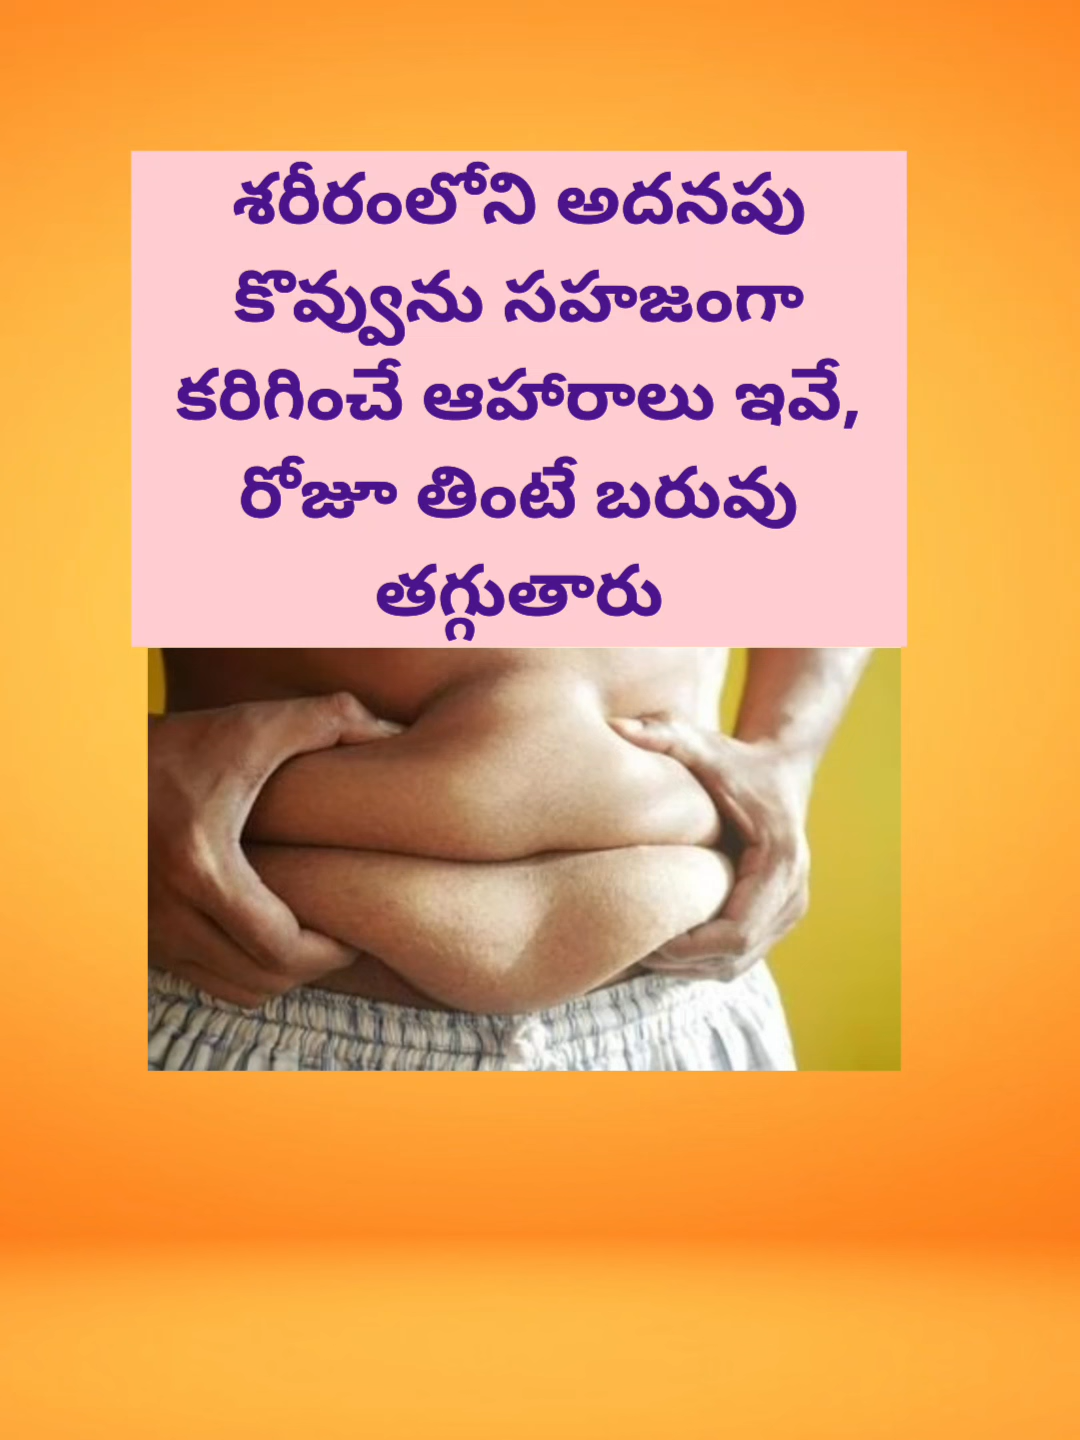 శరీరంలోని అదనపు
కొవ్వును సహజంగా
కరిగించే ఆహారాలు ఇవే,
రోజూ తింటే బరువు
తగ్గుతారు